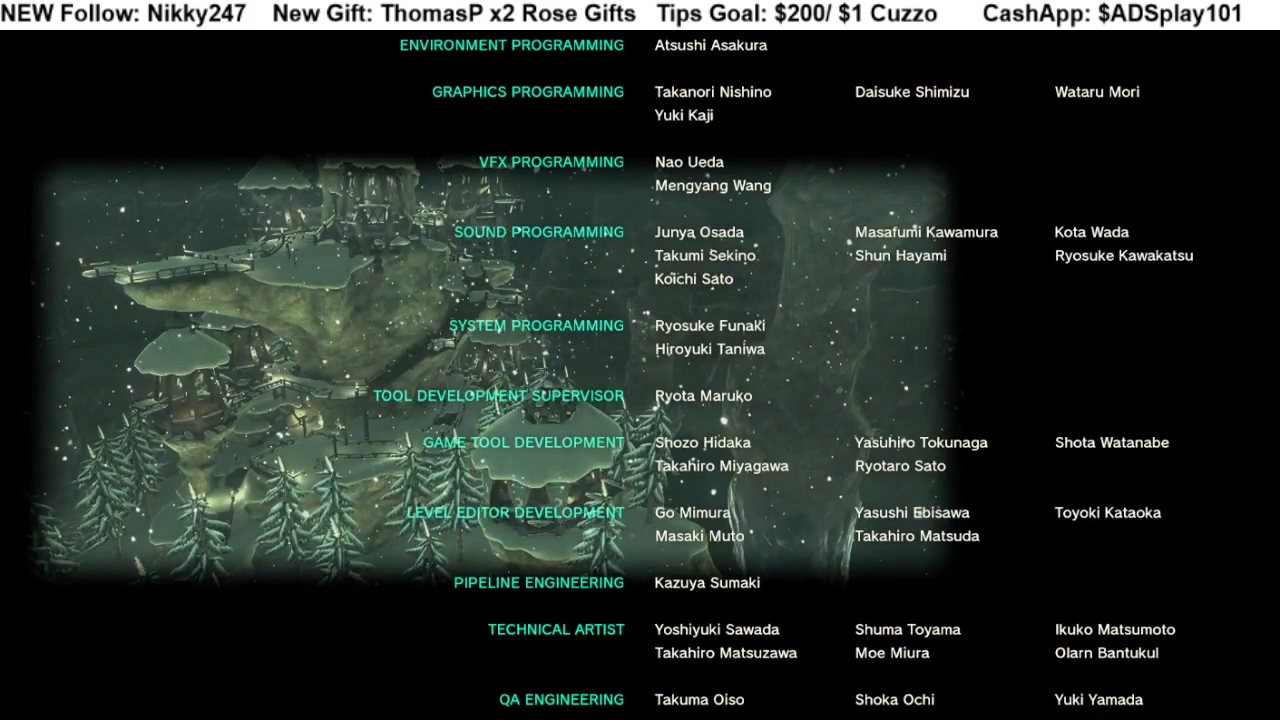 NEW Follow: Nikky247 New Gift: ThomasP x2 Rose Gifts Tips Goal: $200/ $1 Cuzzo CashApp: $ADSplay101
ENVIRONMENT PROGRAMMING Atsushi Asakura
GRAPHICS PROGRAMMING Takanori Nishino Daisuke Shimizu Wataru Mori
Yuki Kaji
VFX PROGRAMMING Nao Ueda
Mengyang Wang
SOUND PROGRAMMING Junya Osada Masafumi Kawamura Kota Wada
Takumi Sekino Shun Hayami Ryosuke Kawakatsu
Koichi Sato
SYSTEM PROGRAMMING Ryosuke Funaki
Hiroyuki Taniwa
TOOL DEVELOPMENT SUPERVISOR Ryota Maruko
GAME TOOL DEVELOPMENT Shozo Hidaka Yasuhiro Tokunaga Shota Watanabe
Takahiro Miyagawa Ryotaro Sato
LEVEL EDITOR DEVELOPMENT Go Mimura Yasushi Ebisawa Toyoki Kataoka
Masaki Muto Takahiro Matsuda
PIPELINE ENGINEERING Kazuya Sumaki
TECHNICAL ARTIST Yoshiyuki Sawada Shuma Toyama Ikuko Matsumoto
Takahiro Matsuzawa Moe Miura Olarn Bantukul
QA ENGINEERING Takuma Oiso Shoka Ochi Yuki Yamada